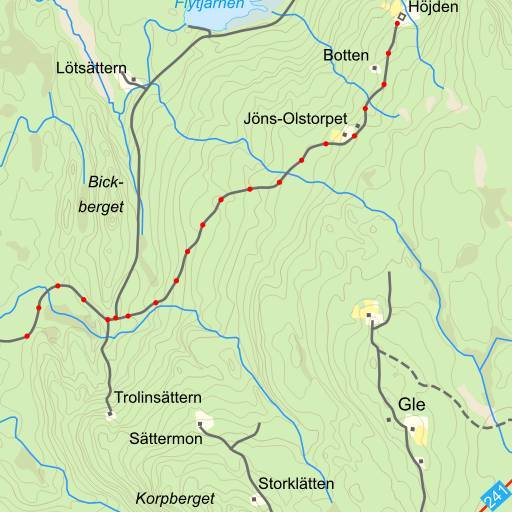 Flytjärnen
Höjden
Botten
Lötsättern
Jöns-Olstorpet
Bick-
berget
Trolinsättern
Gle
Sättermon
Storklätten
Korpberget
241